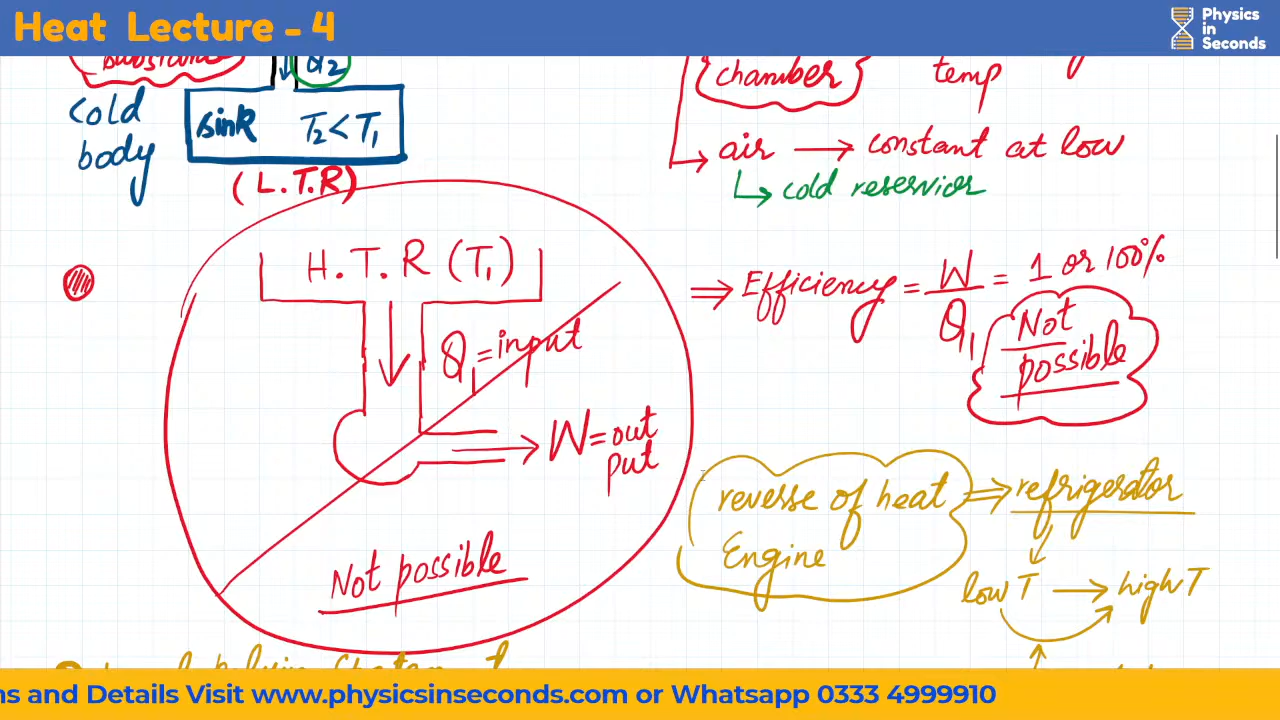 Heat Lecture - 4
Physics
in
Seconds
substanc
Q2
cold
body
sink T2 < T1
(L.T.R)
chamber
temp
air → constant at low
↳ cold reservior
H.T.R (T1)
Q1 = input
W = out
put
Not possible
⇒ Efficiency = W/Q1 = 1 or 100%
Not
possible
reverse of heat
Engine
⇒ refrigerator
low T → high T
ns and Details Visit www.physicsinseconds.com or Whatsapp 0333 4999910